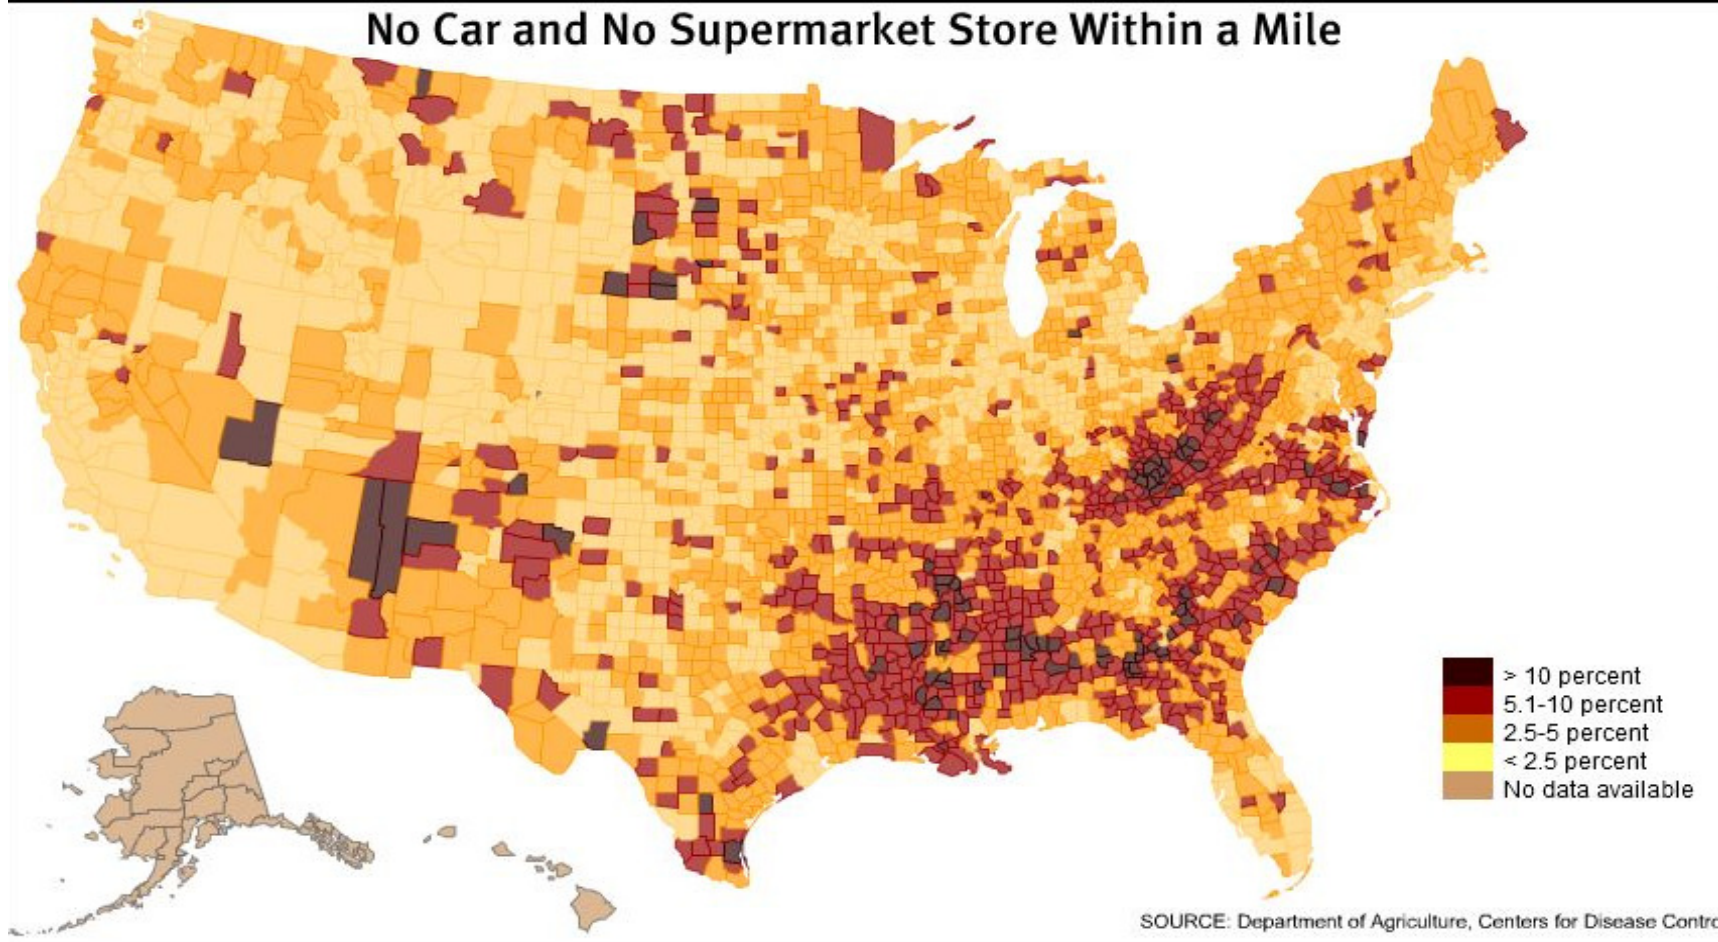 No Car and No Supermarket Store Within a Mile
> 10 percent
5.1-10 percent
2.5-5 percent
< 2.5 percent
No data available
SOURCE: Department of Agriculture, Centers for Disease Contro